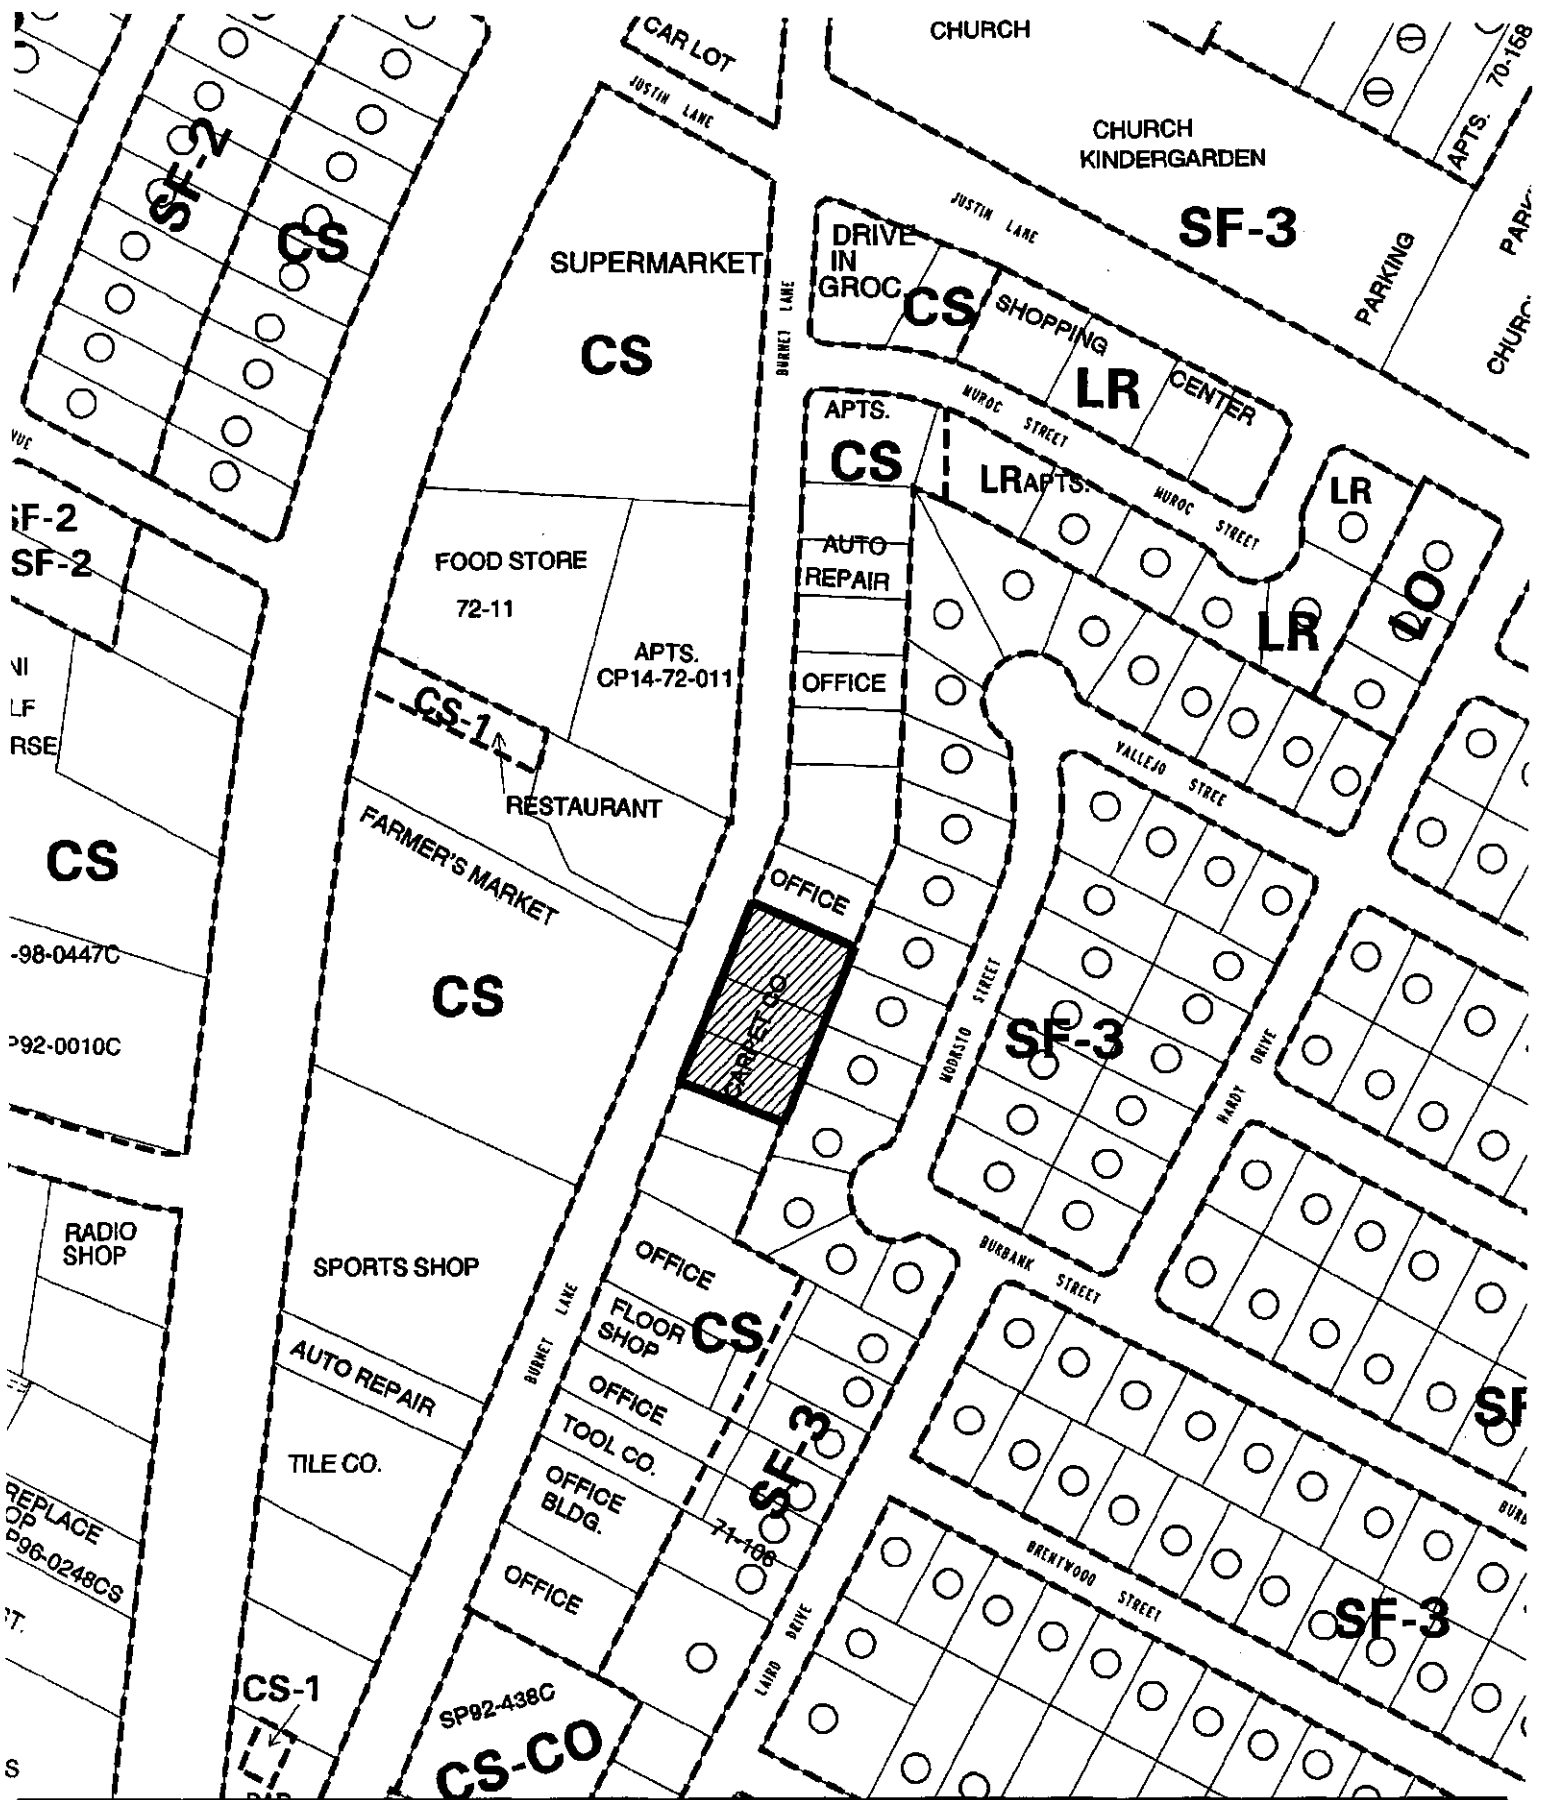 CAR LOT
CHURCH
70-158
APTS.
JUSTIN LANE
CHURCH
KINDERGARDEN
SF-2
CS
SF-3
JUSTIN LANE
PARKING
SUPERMARKET
CS
BURNET LANE
DRIVE
IN
GROC
CS
SHOPPING
CENTER
LR
MUROC STREET
APTS.
CS
LR APTS.
MUROC STREET
LR
LO
LR
SF-2
SF-2
FOOD STORE
72-11
APTS.
CP14-72-011
AUTO
REPAIR
OFFICE
CS-1
RESTAURANT
VALLEJO STREE
FARMER'S MARKET
CS
OFFICE
CS
CARPET CO.
-98-0447C
P92-0010C
MODRSTO STREET
SF-3
HARDY DRIVE
RADIO
SHOP
SPORTS SHOP
BURNET LANE
OFFICE
FLOOR
SHOP
CS
BURBANK STREET
AUTO REPAIR
OFFICE
TOOL CO.
OFFICE
BLDG.
OFFICE
SF-3
71-106
SF
TILE CO.
REPLACE
OP
P96-0248CS
BRENTWOOD STREET
SF-3
LAIRD DRIVE
CS-1
SP92-438C
CS-CO